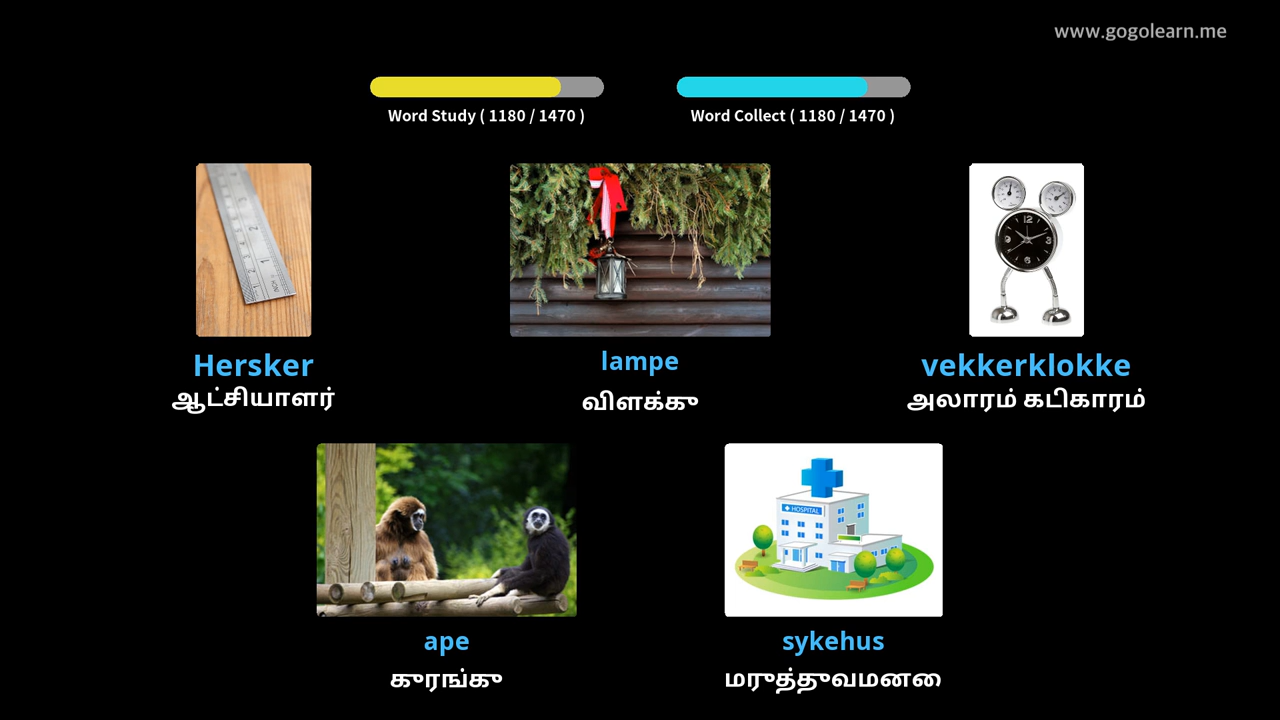 www.gogolearn.me
Word Study ( 1180 / 1470 )
Word Collect ( 1180 / 1470 )
Hersker
ஆட்சியாளர்
lampe
விளக்கு
vekkerklokke
அலாரம் கடிகாரம்
HOSPITAL
ape
குரங்கு
sykehus
மருத்துவமனை